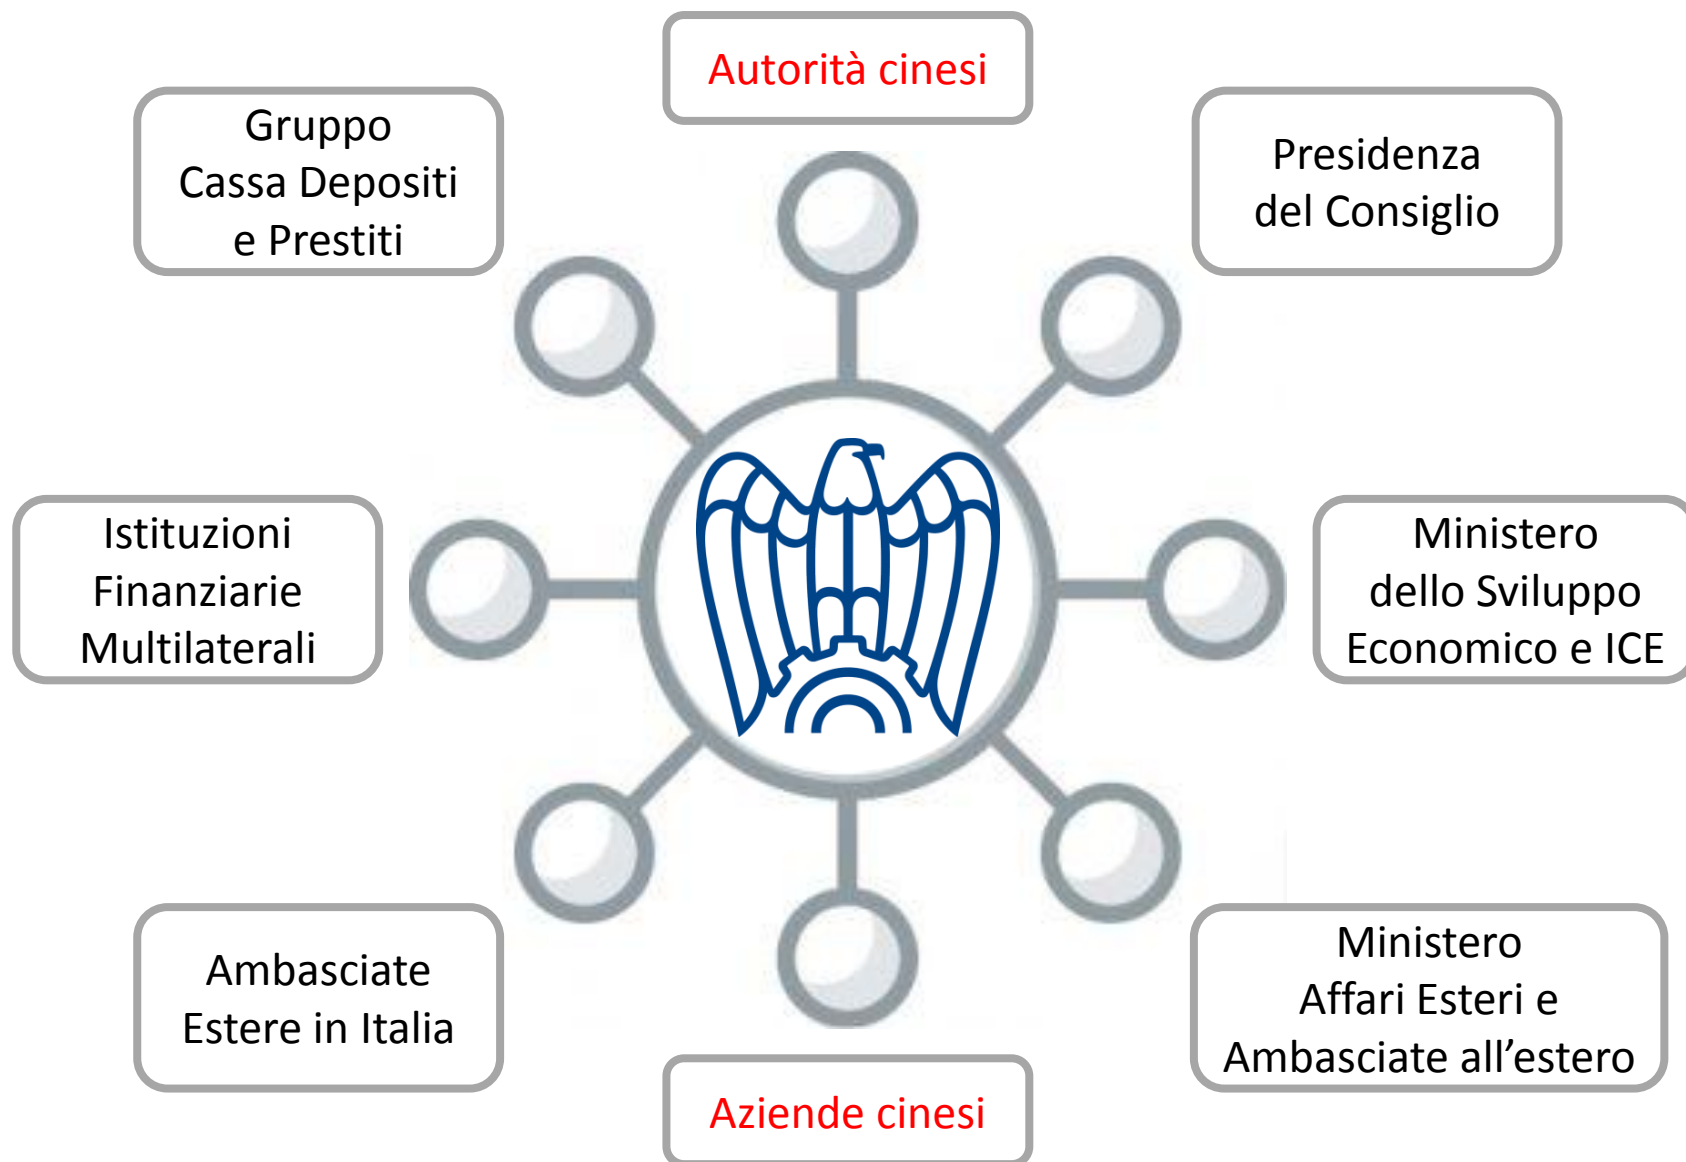 Autorità cinesi
Gruppo
Cassa Depositi
e Prestiti
Presidenza
del Consiglio
Istituzioni
Finanziarie
Multilaterali
Ministero
dello Sviluppo
Economico e ICE
Ambasciate
Estere in Italia
Ministero
Affari Esteri e
Ambasciate all’estero
Aziende cinesi